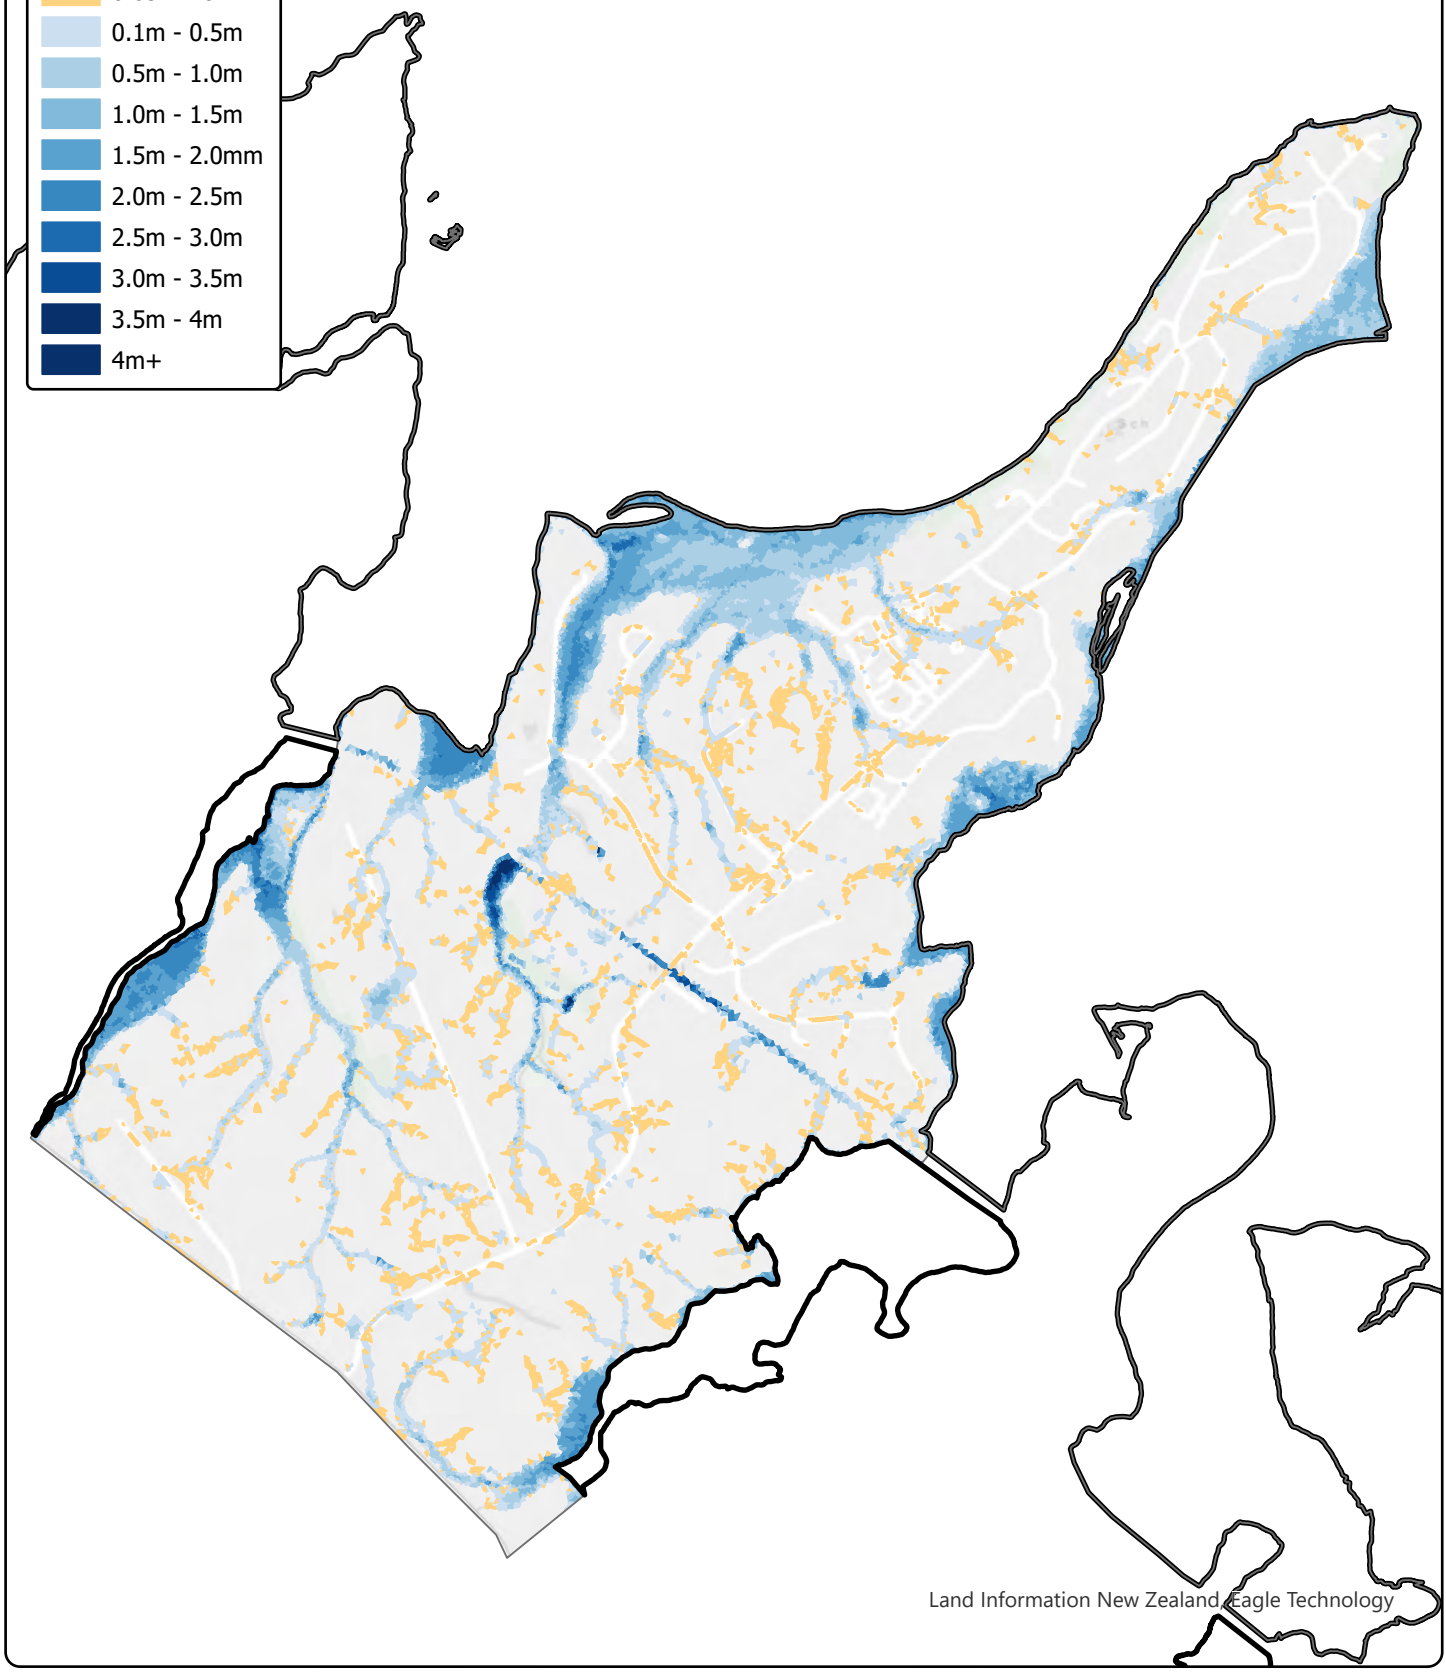 0.1m - 0.5m
0.5m - 1.0m
1.0m - 1.5m
1.5m - 2.0mm
2.0m - 2.5m
2.5m - 3.0m
3.0m - 3.5m
3.5m - 4m
4m+
Sch
Land Information New Zealand, Eagle Technology